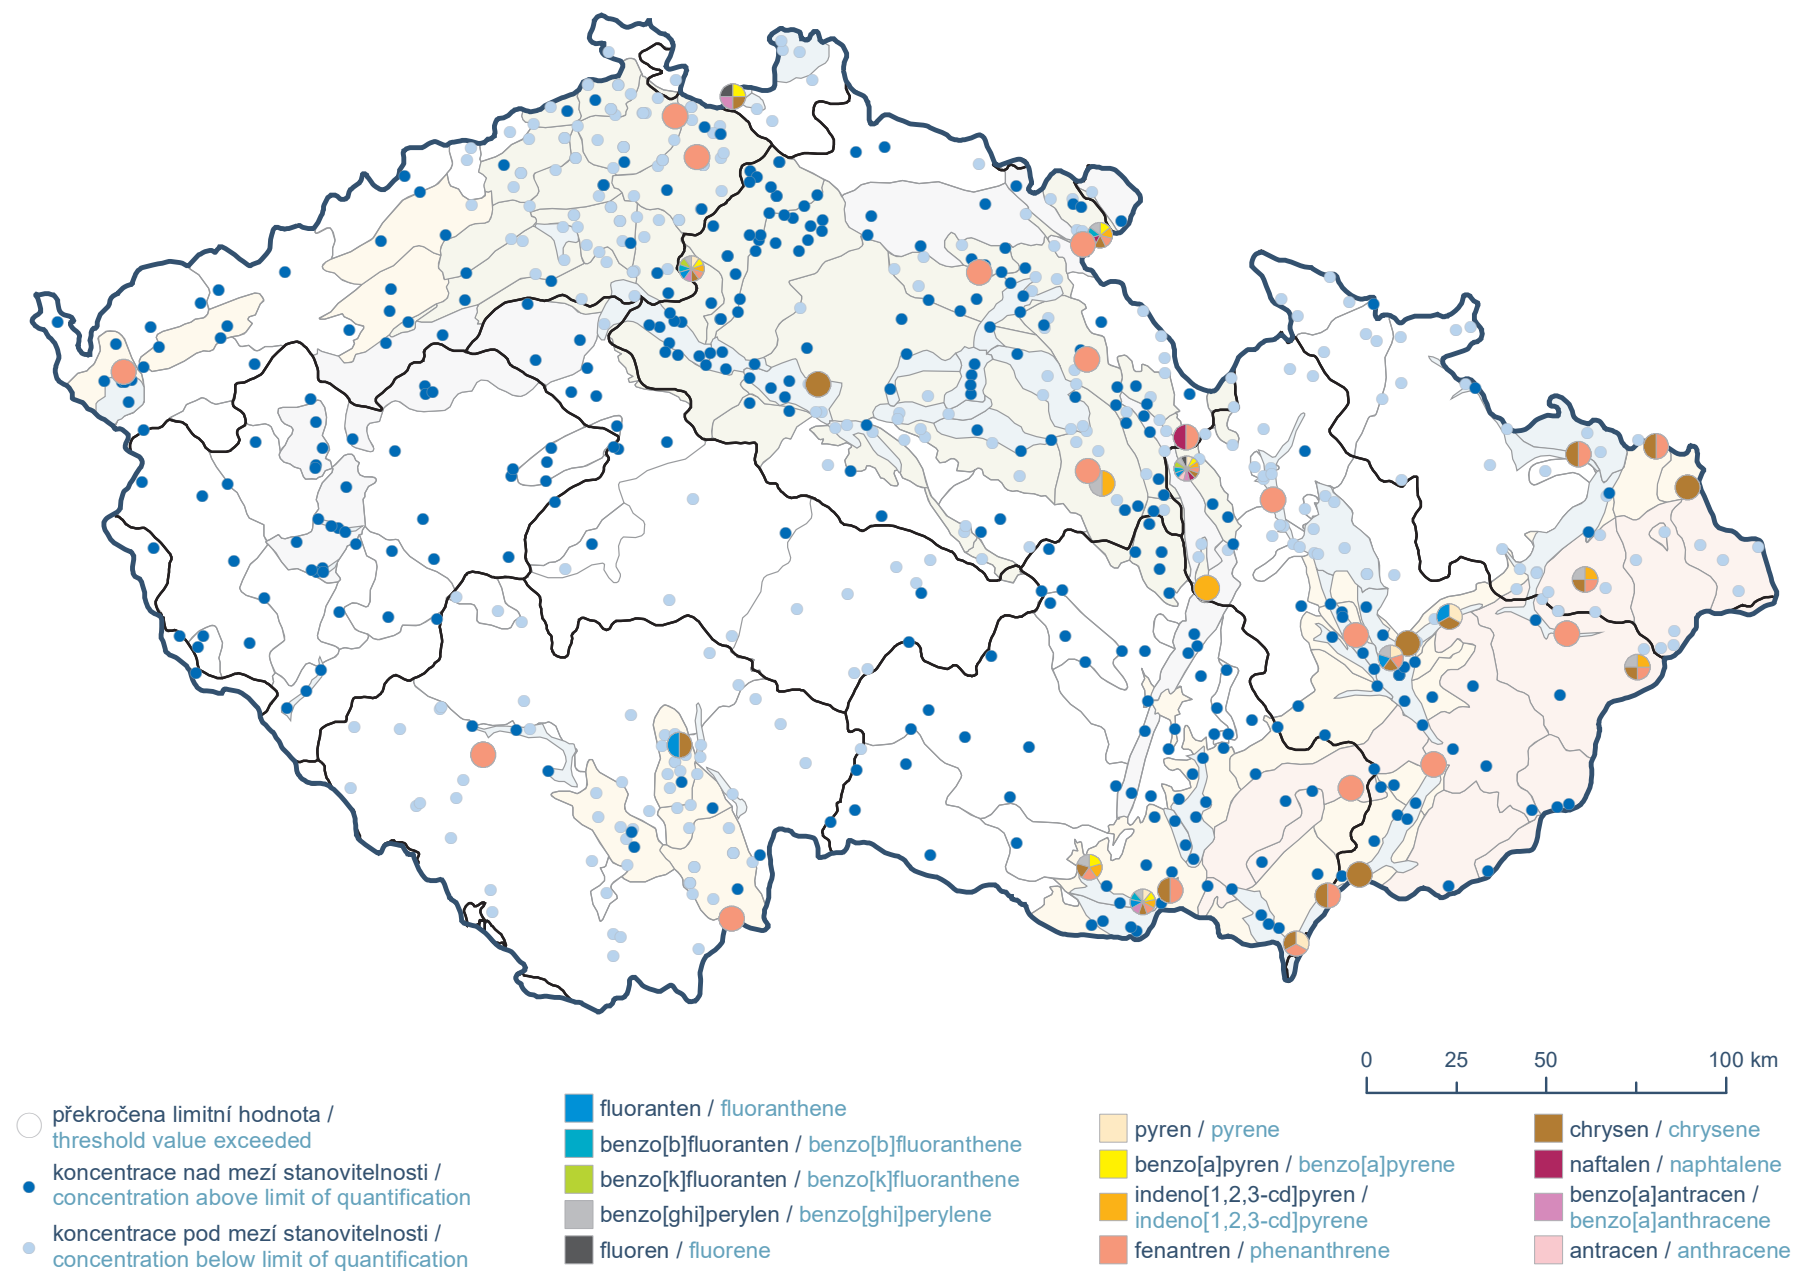 0 25 50 100 km
překročena limitní hodnota /
threshold value exceeded
koncentrace nad mezí stanovitelnosti /
concentration above limit of quantification
koncentrace pod mezí stanovitelnosti /
concentration below limit of quantification
fluoranten / fluoranthene
benzo[b]fluoranten / benzo[b]fluoranthene
benzo[k]fluoranten / benzo[k]fluoranthene
benzo[ghi]perylen / benzo[ghi]perylene
fluoren / fluorene
pyren / pyrene
benzo[a]pyren / benzo[a]pyrene
indeno[1,2,3-cd]pyren /
indeno[1,2,3-cd]pyrene
fenantren / phenanthrene
chrysen / chrysene
naftalen / naphtalene
benzo[a]antracen /
benzo[a]anthracene
antracen / anthracene